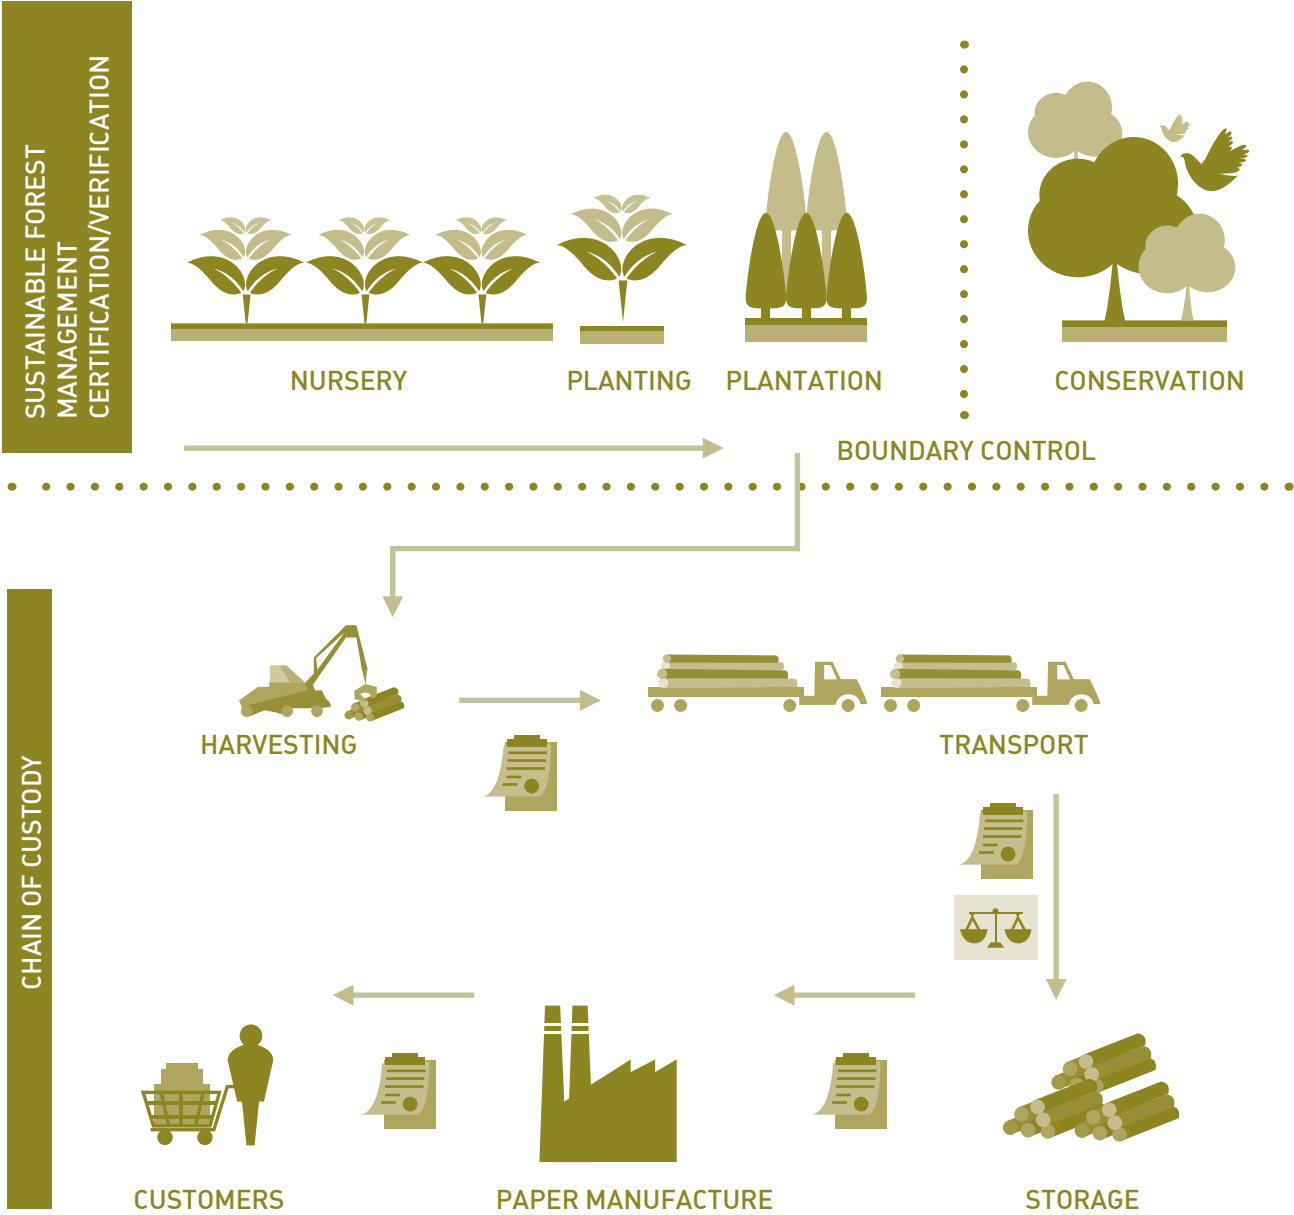 SUSTAINABLE FOREST
MANAGEMENT
CERTIFICATION/VERIFICATION
NURSERY
PLANTING
PLANTATION
CONSERVATION
BOUNDARY CONTROL
CHAIN OF CUSTODY
HARVESTING
TRANSPORT
CUSTOMERS
PAPER MANUFACTURE
STORAGE